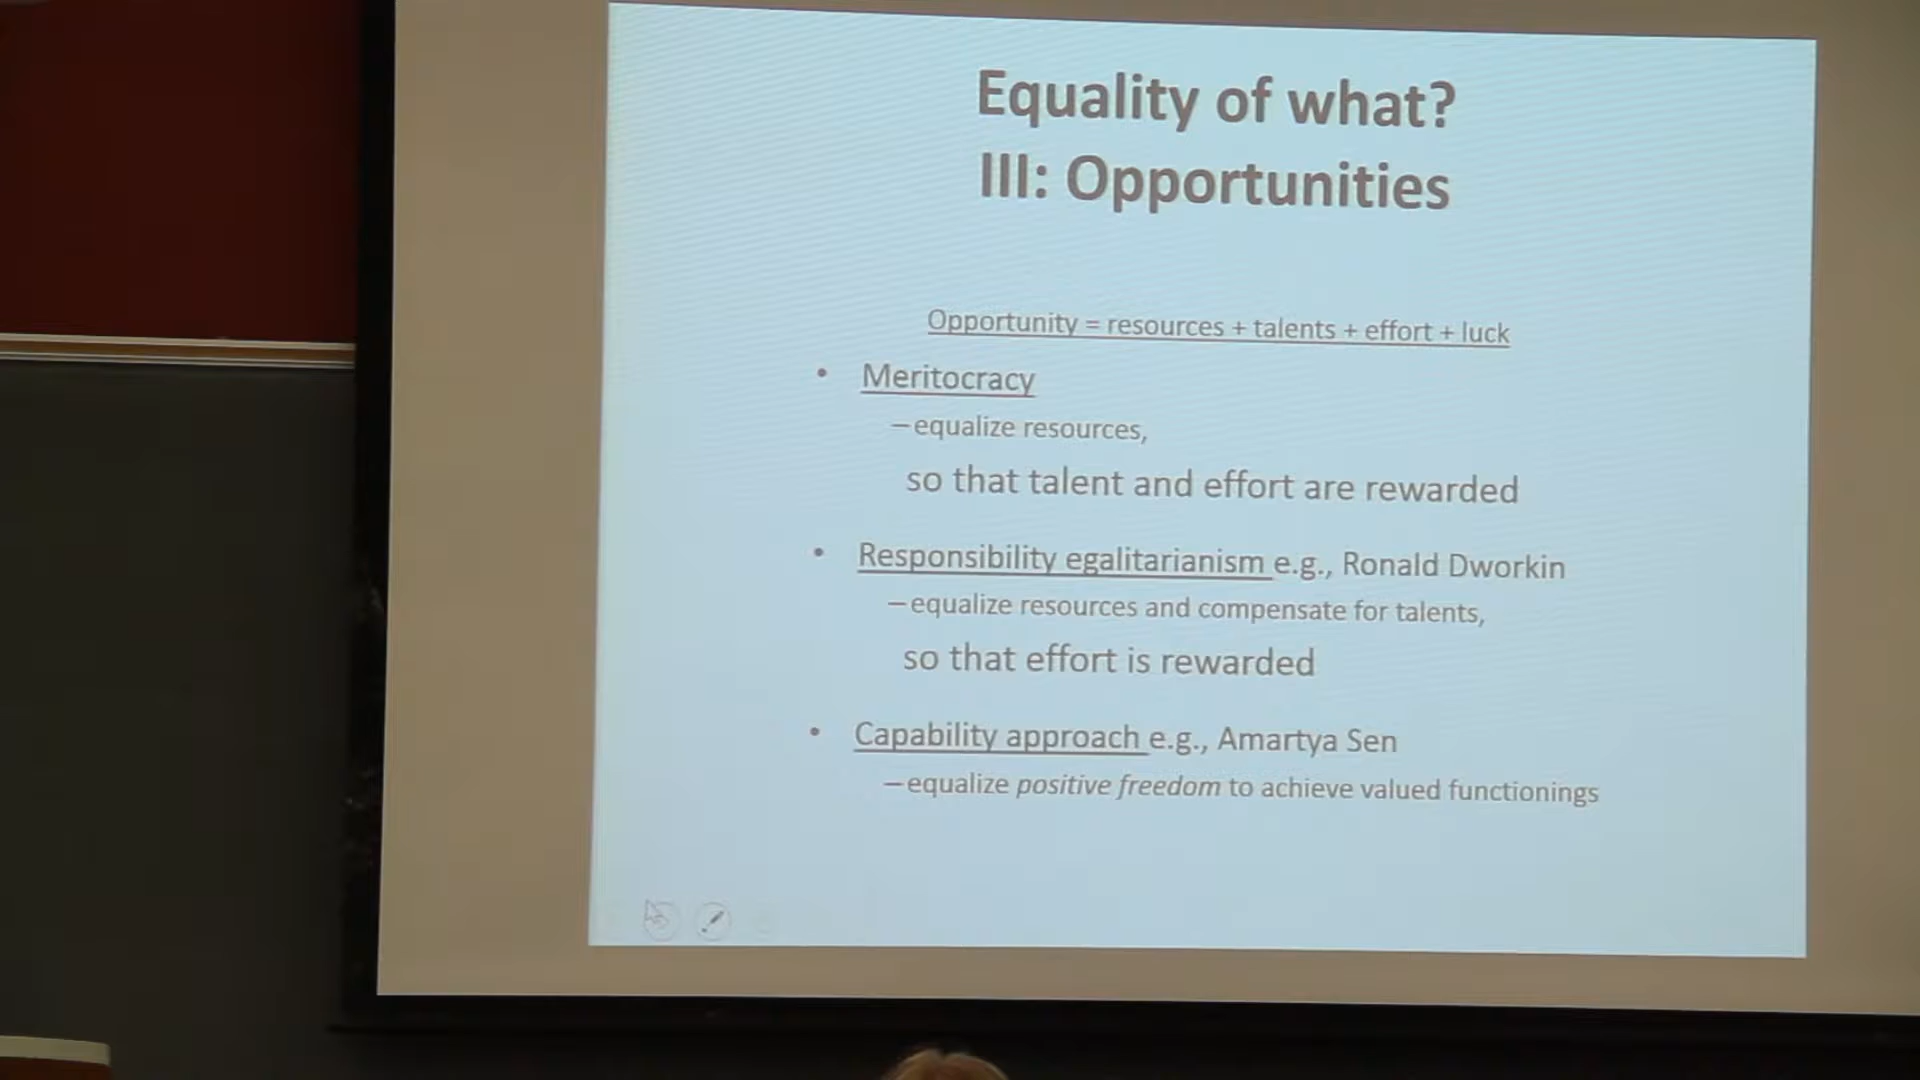 Equality of what?
III: Opportunities
Opportunity = resources + talents + effort + luck
• Meritocracy
– equalize resources,
so that talent and effort are rewarded
• Responsibility egalitarianism e.g., Ronald Dworkin
– equalize resources and compensate for talents,
so that effort is rewarded
• Capability approach e.g., Amartya Sen
– equalize positive freedom to achieve valued functionings